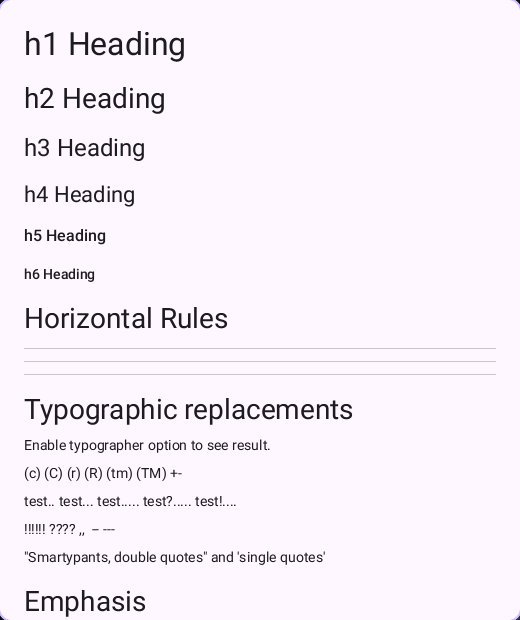 h1 Heading
h2 Heading
h3 Heading
h4 Heading
h5 Heading
h6 Heading
Horizontal Rules
Typographic replacements
Enable typographer option to see result.
(c) (C) (r) (R) (tm) (TM) +-
test.. test... test..... test?..... test!....
!!!!!! ???? ,,  -- ---
"Smartypants, double quotes" and 'single quotes'
Emphasis